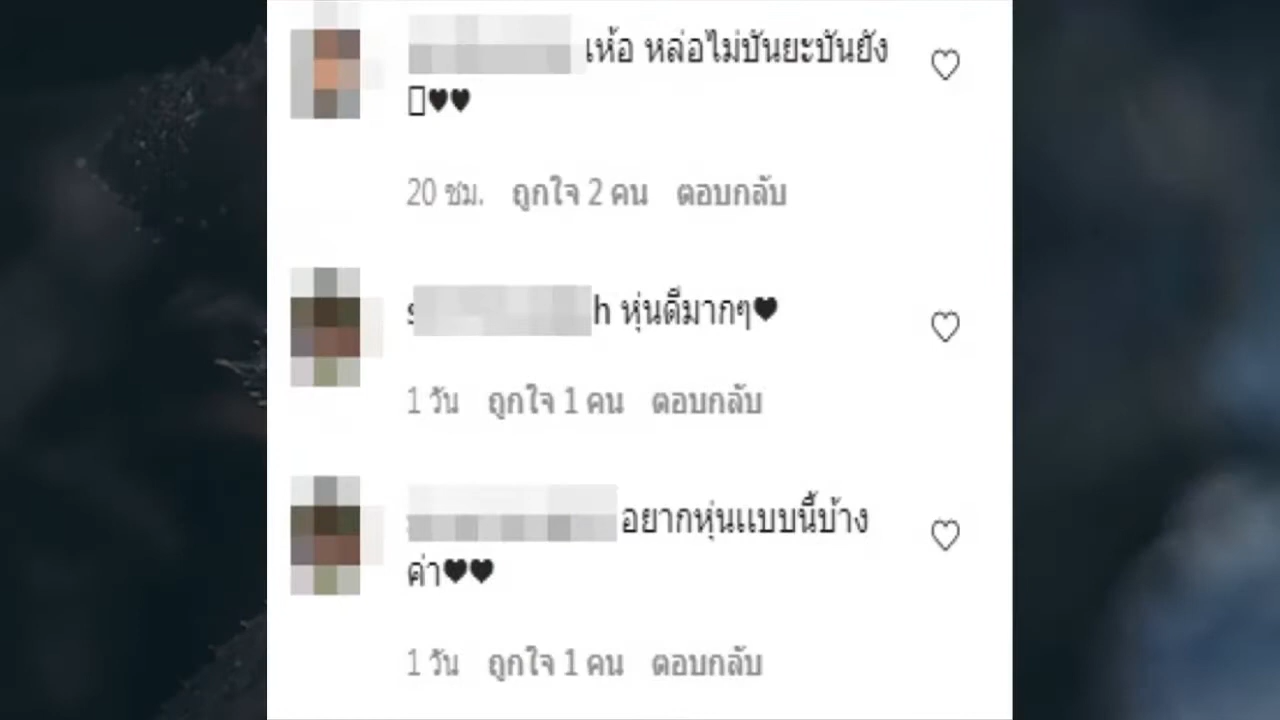 เห้อ หล่อไม่บันยะบันยัง
♥♥
20 ชม. ถูกใจ 2 คน ตอบกลับ
s h หุ่นดีมากๆ♥
1 วัน ถูกใจ 1 คน ตอบกลับ
อยากหุ่นแบบนี้บ้าง
ค่า♥♥
1 วัน ถูกใจ 1 คน ตอบกลับ